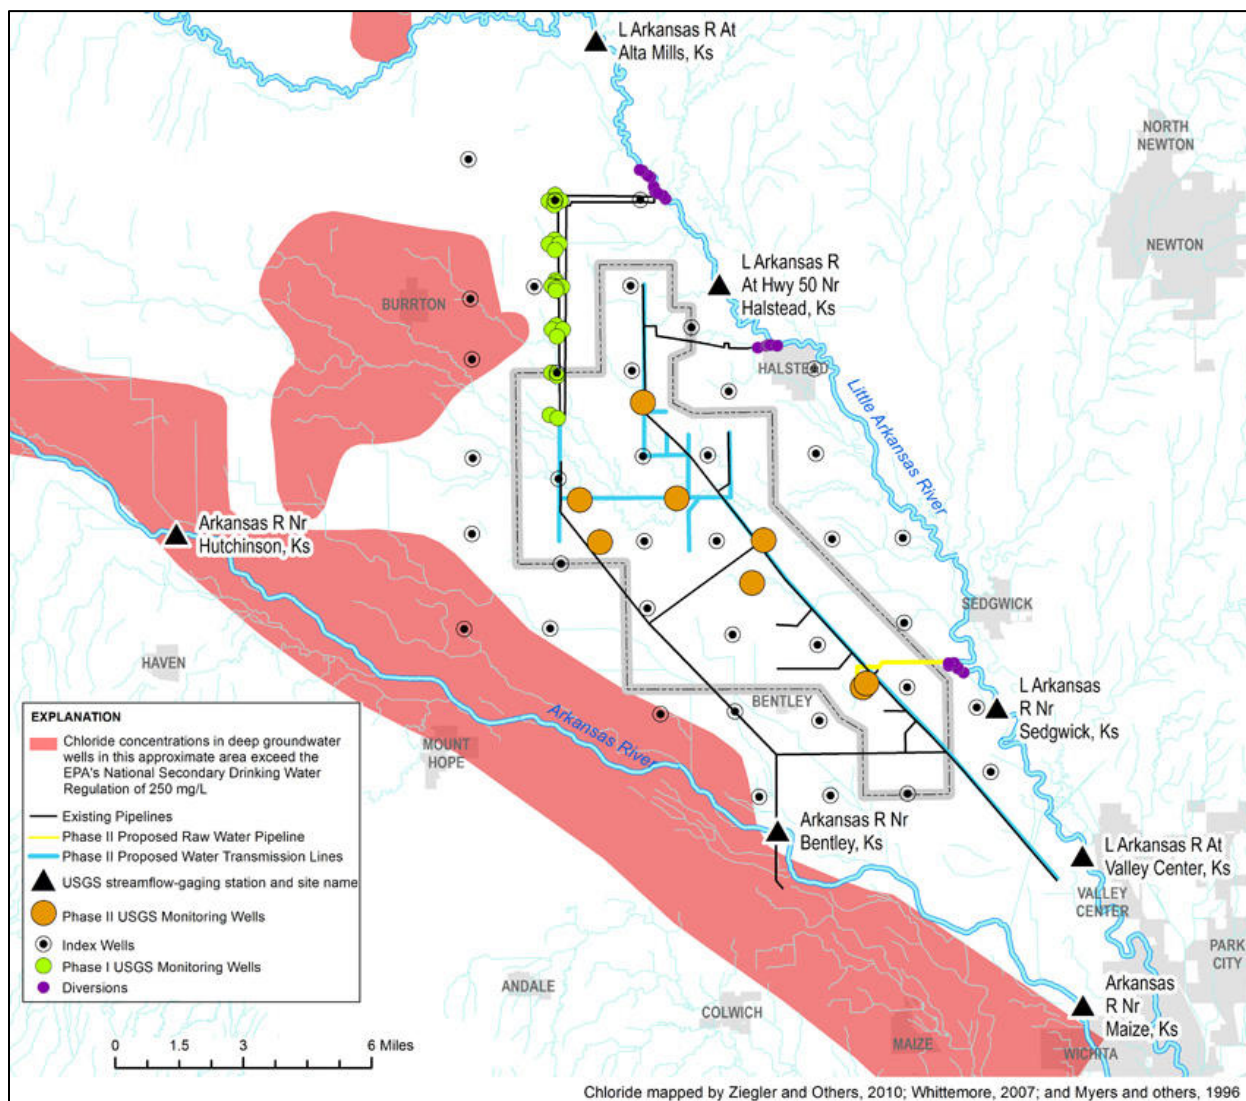 L Arkansas R At
Alta Mills, Ks
NORTH
NEWTON
NEWTON
L Arkansas R
At Hwy 50 Nr
Halstead, Ks
BURRTON
HALSTEAD
Little Arkansas River
Arkansas R Nr
Hutchinson, Ks
SEDGWICK
HAVEN
L Arkansas
R Nr
Sedgwick, Ks
BENTLEY
Arkansas River
MOUNT
HOPE
EXPLANATION
Chloride concentrations in deep groundwater
wells in this approximate area exceed the
EPA's National Secondary Drinking Water
Regulation of 250 mg/L
Existing Pipelines
Phase II Proposed Raw Water Pipeline
Phase II Proposed Water Transmission Lines
USGS streamflow-gaging station and site name
Phase II USGS Monitoring Wells
Index Wells
Phase I USGS Monitoring Wells
Diversions
Arkansas R Nr
Bentley, Ks
L Arkansas R At
Valley Center, Ks
VALLEY
CENTER
PARK
CITY
ANDALE
COLWICH
Arkansas
R Nr
Maize, Ks
MAIZE
WICHITA
0 1.5 3 6 Miles
Chloride mapped by Ziegler and Others, 2010; Whittemore, 2007; and Myers and others, 1996